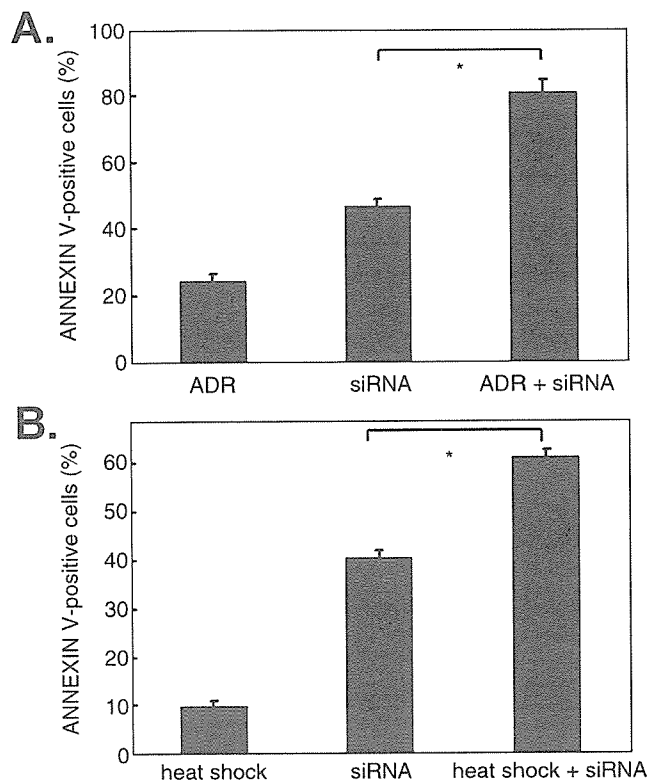 A.
ANNEXIN V-positive cells (%)
100
80
60
40
20
0
*
ADR siRNA ADR + siRNA
B.
ANNEXIN V-positive cells (%)
60
50
40
30
20
10
0
*
heat shock siRNA heat shock + siRNA